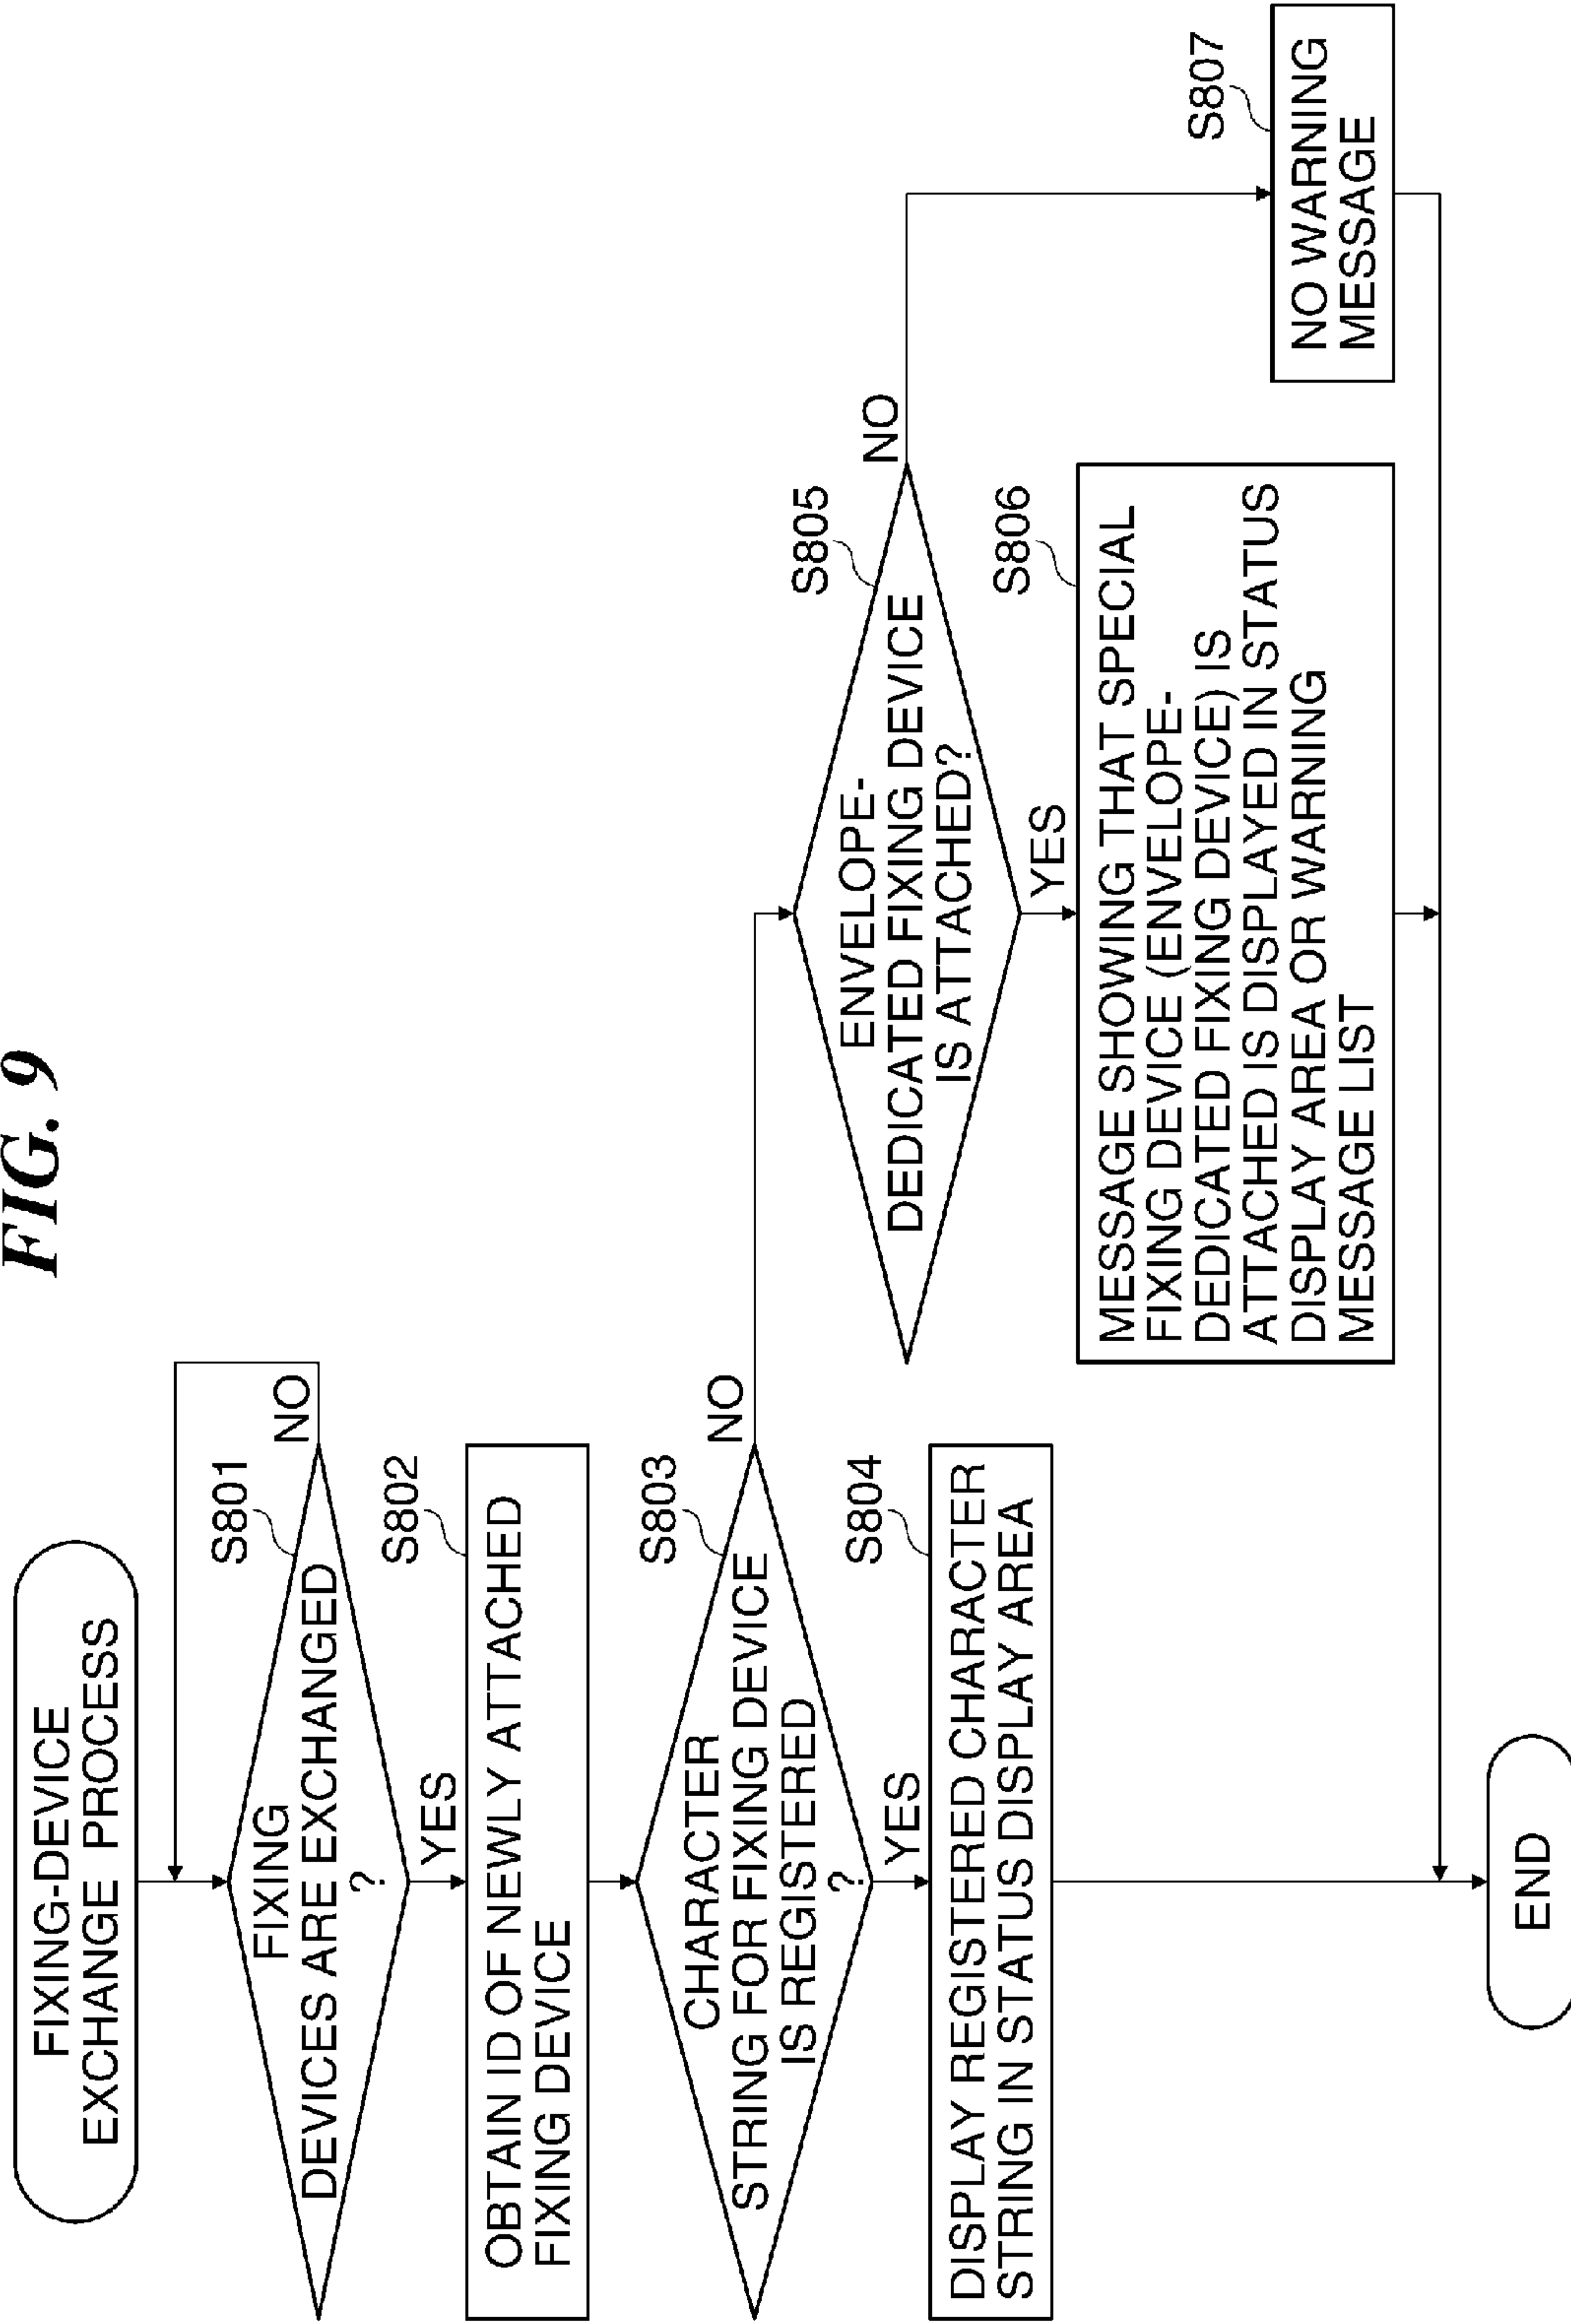 FIG. 9
FIXING-DEVICE
EXCHANGE PROCESS
S801
FIXING
DEVICES ARE EXCHANGED
?
NO
YES
S802
OBTAIN ID OF NEWLY ATTACHED
FIXING DEVICE
S803
CHARACTER
STRING FOR FIXING DEVICE
IS REGISTERED
?
NO
YES
S804
DISPLAY REGISTERED CHARACTER
STRING IN STATUS DISPLAY AREA
S805
ENVELOPE-
DEDICATED FIXING DEVICE
IS ATTACHED?
NO
YES
S806
MESSAGE SHOWING THAT SPECIAL
FIXING DEVICE (ENVELOPE-
DEDICATED FIXING DEVICE) IS
ATTACHED IS DISPLAYED IN STATUS
DISPLAY AREA OR WARNING
MESSAGE LIST
S807
NO WARNING
MESSAGE
END